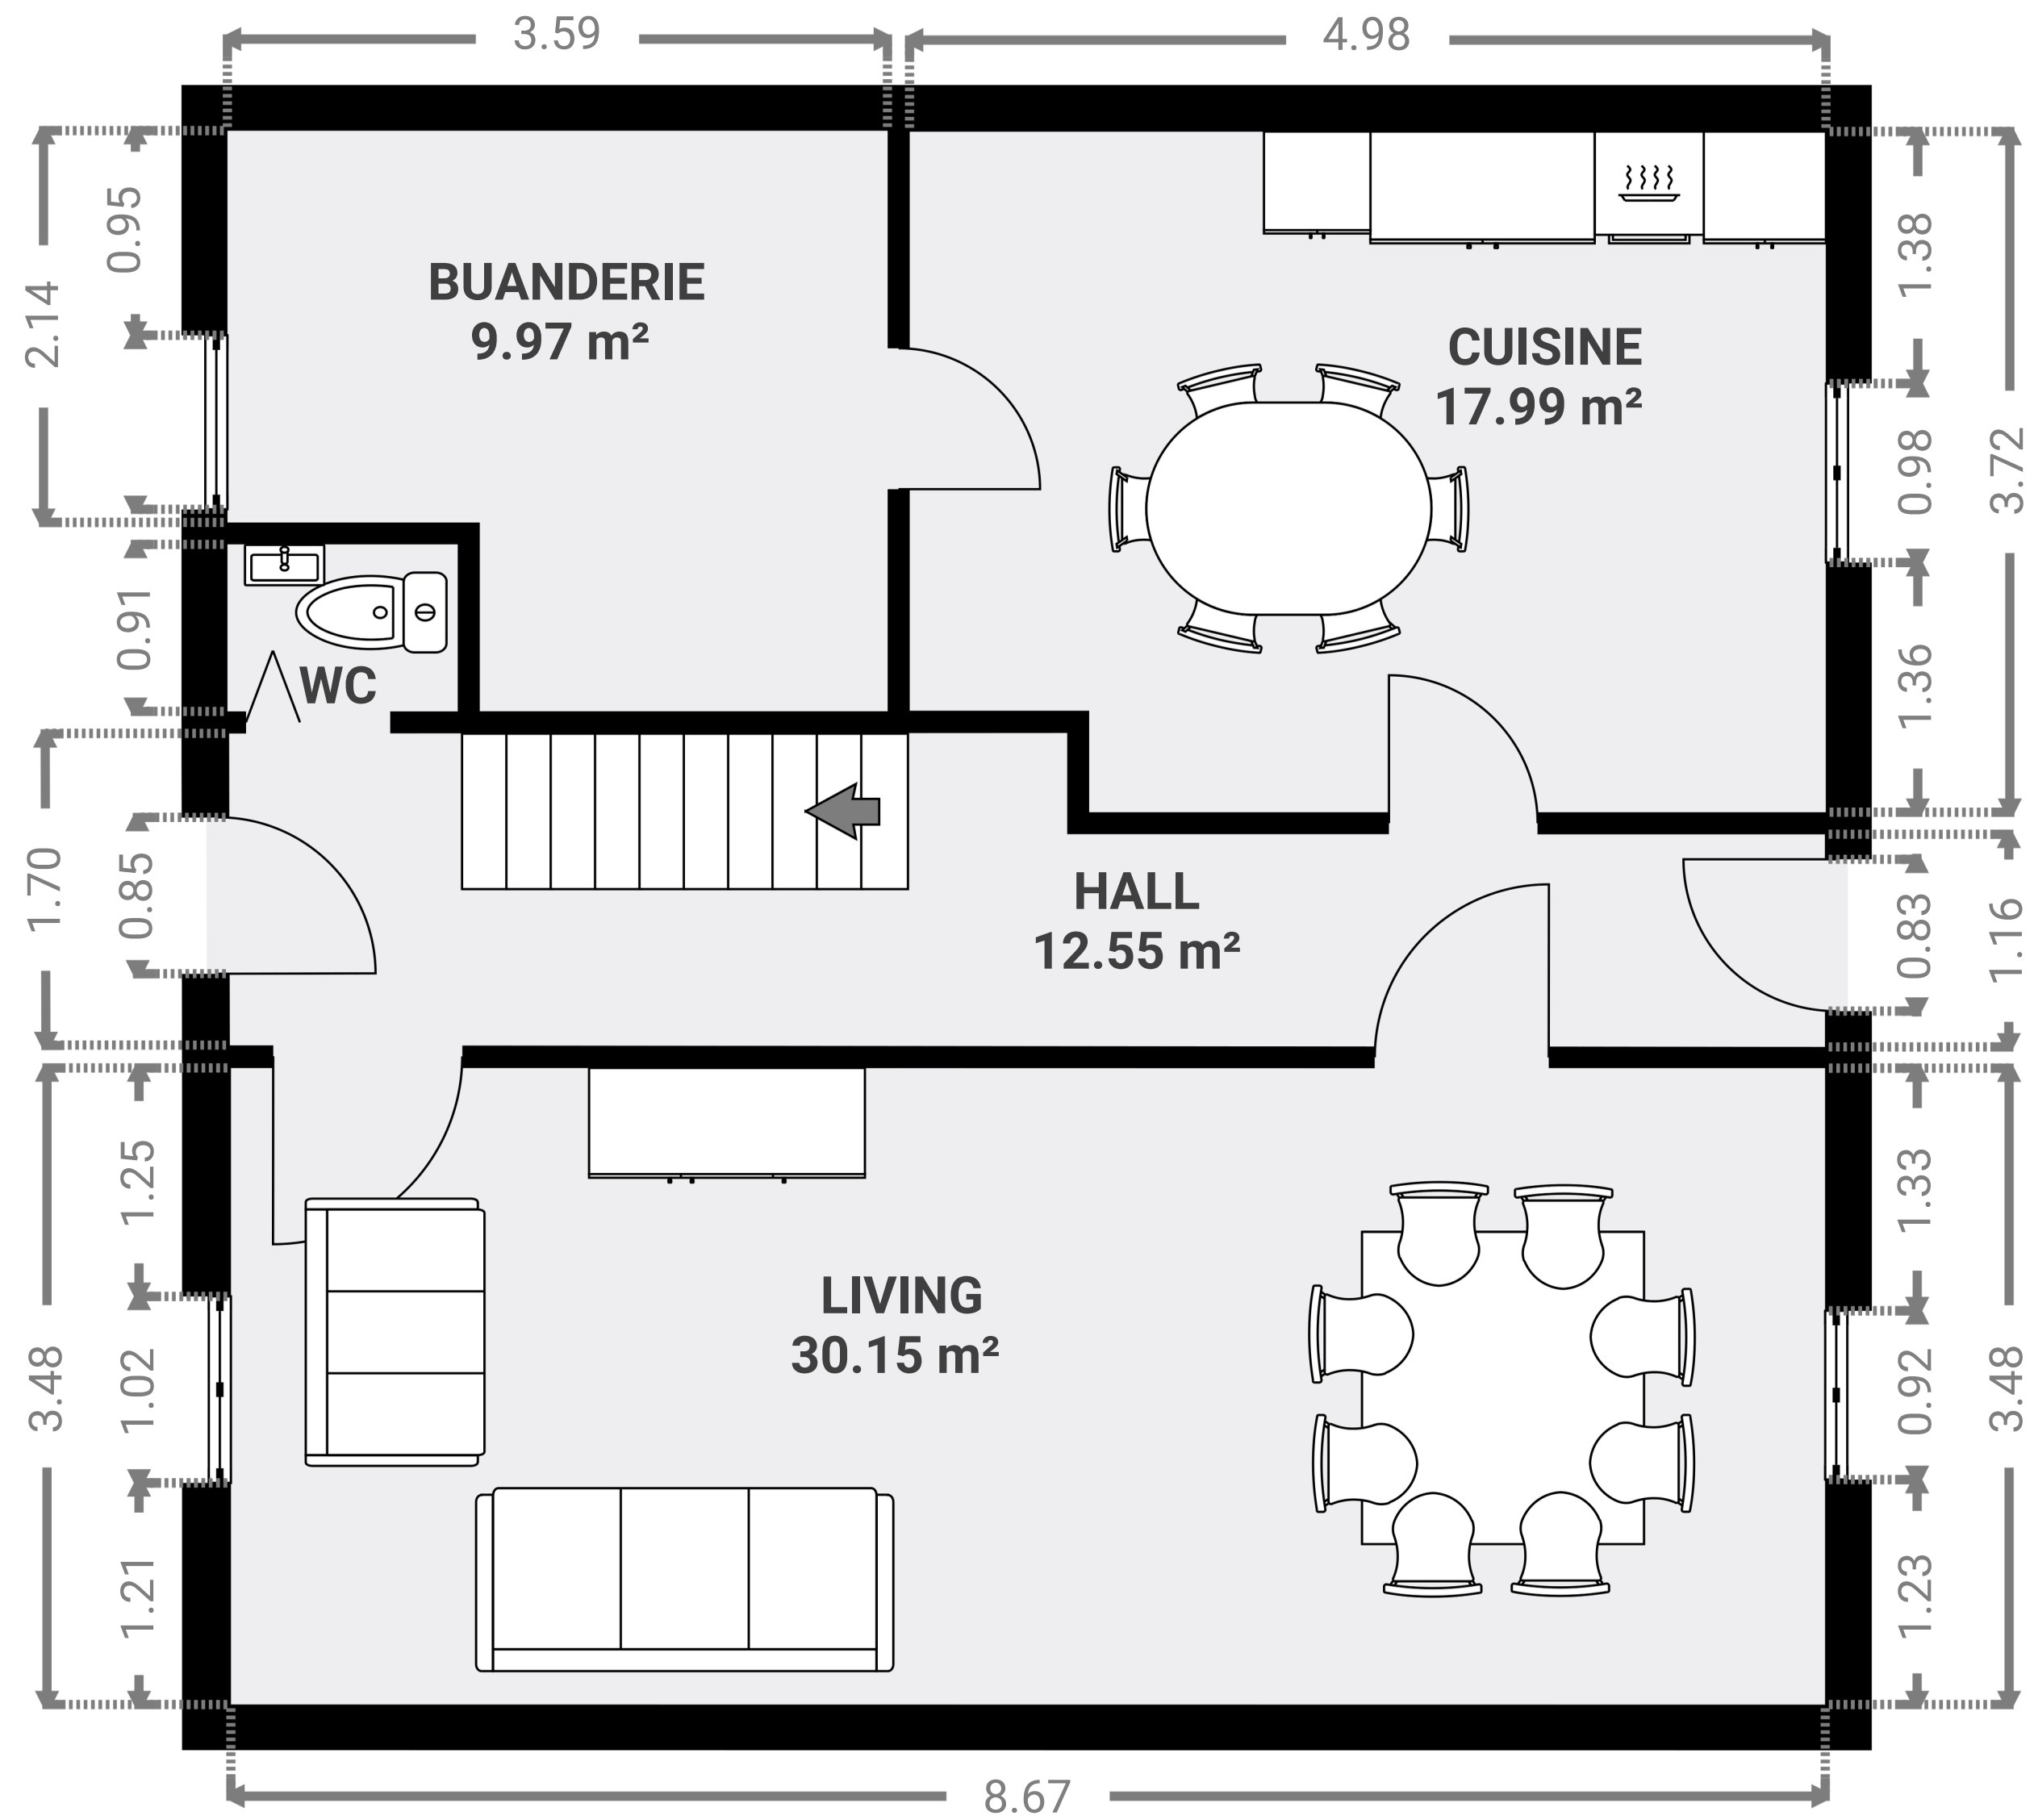 3.59
4.98
0.95
2.14
1.38
BUANDERIE
9.97 m²
CUISINE
17.99 m²
0.98
3.72
0.91
WC
1.36
1.70
0.85
HALL
12.55 m²
0.83
1.16
1.25
1.33
LIVING
30.15 m²
3.48
1.02
0.92
3.48
1.21
1.23
8.67